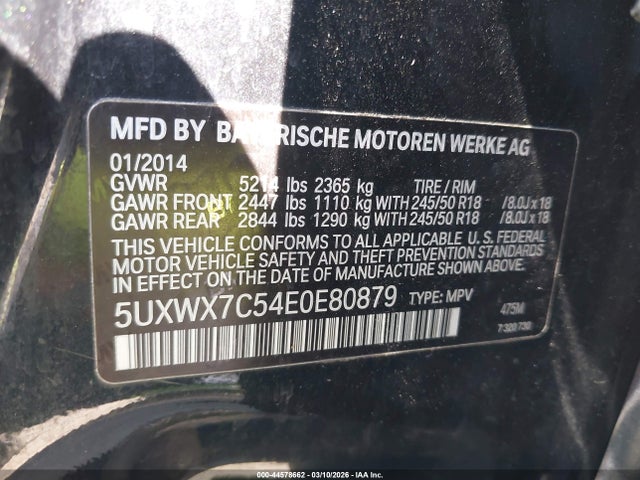 MFD BY BAYERISCHE MOTOREN WERKE AG
01/2014
GVWR 5214 lbs 2365 kg TIRE / RIM
GAWR FRONT 2447 lbs 1110 kg WITH 245/50 R18 /8.0J x 18
GAWR REAR 2844 lbs 1290 kg WITH 245/50 R18 /8.0J x 18
THIS VEHICLE CONFORMS TO ALL APPLICABLE U.S. FEDERAL
MOTOR VEHICLE SAFETY AND THEFT PREVENTION STANDARDS
IN EFFECT ON THE DATE OF MANUFACTURE SHOWN ABOVE.
5UXWX7C54E0E80879 TYPE: MPV 475M
7 320 730
000-44578662 - 03/10/2026 - IAA Inc.